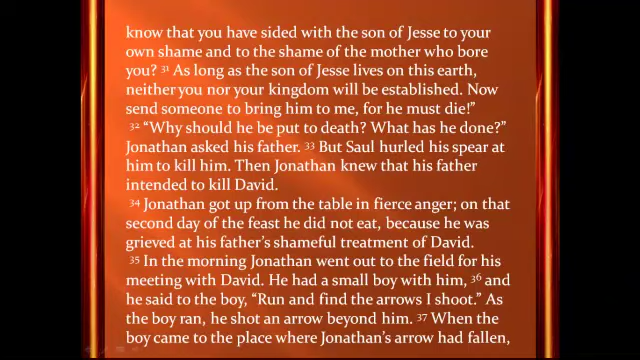 know that you have sided with the son of Jesse to your
own shame and to the shame of the mother who bore
you? 31 As long as the son of Jesse lives on this earth,
neither you nor your kingdom will be established. Now
send someone to bring him to me, for he must die!”
32 “Why should he be put to death? What has he done?”
Jonathan asked his father. 33 But Saul hurled his spear at
him to kill him. Then Jonathan knew that his father
intended to kill David.
34 Jonathan got up from the table in fierce anger; on that
second day of the feast he did not eat, because he was
grieved at his father’s shameful treatment of David.
35 In the morning Jonathan went out to the field for his
meeting with David. He had a small boy with him, 36 and
he said to the boy, “Run and find the arrows I shoot.” As
the boy ran, he shot an arrow beyond him. 37 When the
boy came to the place where Jonathan’s arrow had fallen,